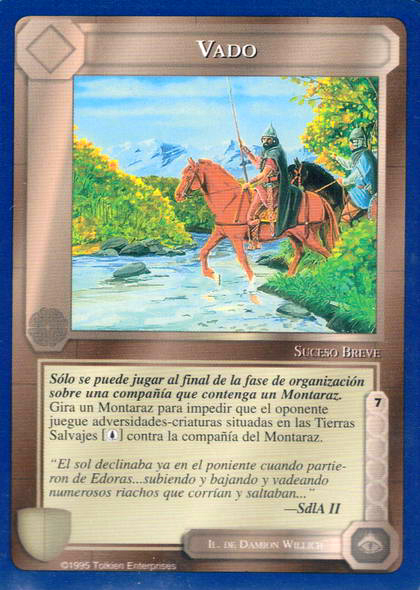 VADO
SUCESO BREVE
Sólo se puede jugar al final de la fase de organización
sobre una compañía que contenga un Montaraz.
Gira un Montaraz para impedir que el oponente
juegue adversidades-criaturas situadas en las Tierras
Salvajes [] contra la compañía del Montaraz.
7
“El sol declinaba ya en el poniente cuando partie-
ron de Edoras...subiendo y bajando y vadeando
numerosos riachos que corrían y saltaban...”
—SdlA II
IL. DE DAMION WILLICH
©1995 Tolkien Enterprises